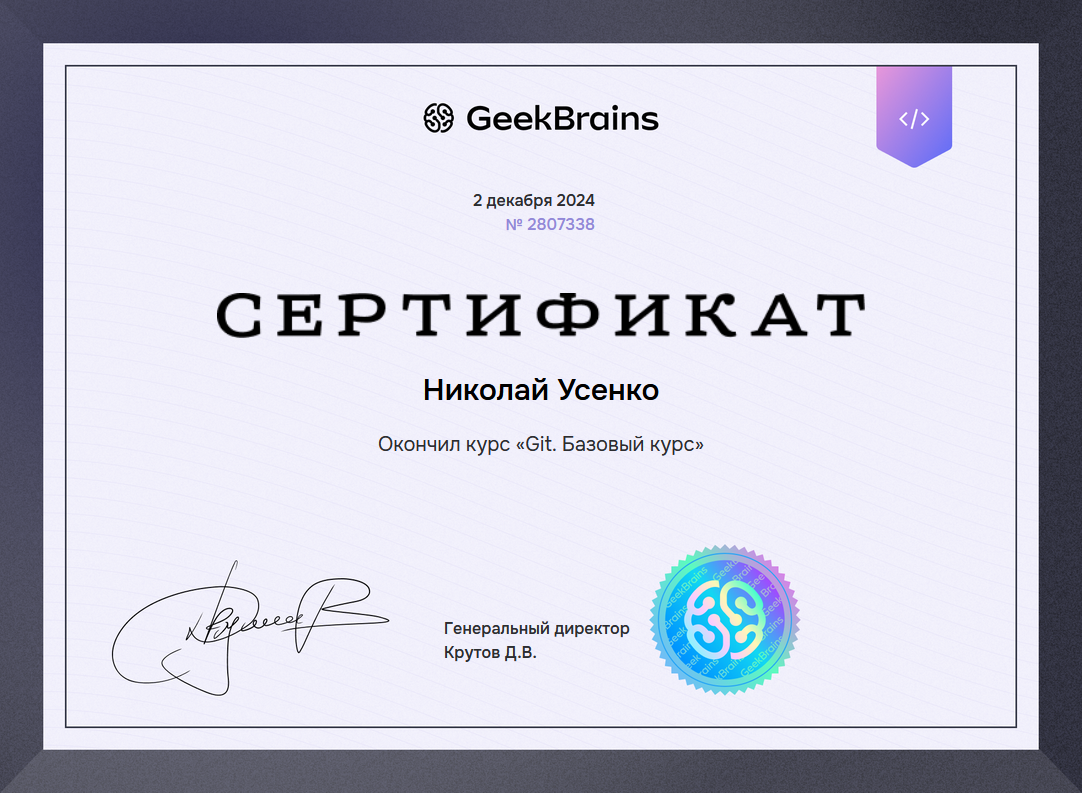 GeekBrains
</>
2 декабря 2024
№ 2807338
СЕРТИФИКАТ
Николай Усенко
Окончил курс «Git. Базовый курс»
Генеральный директор
Крутов Д.В.